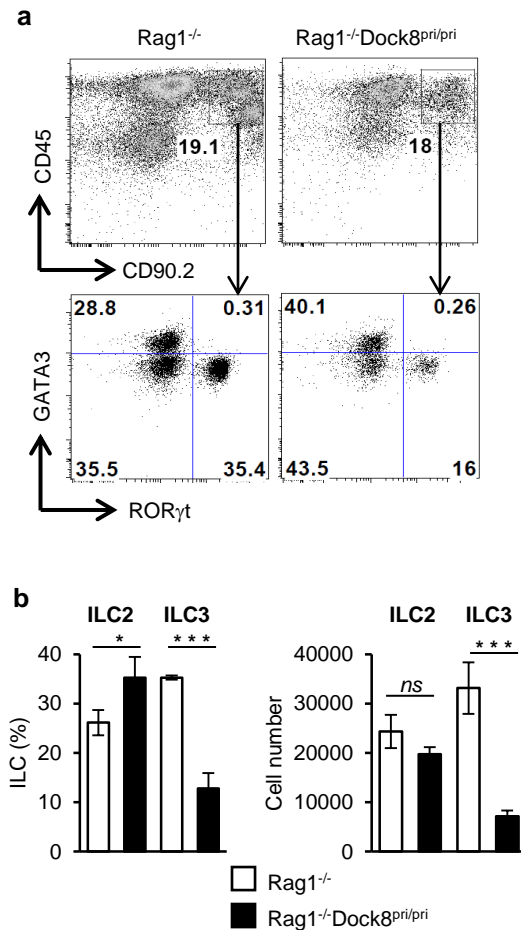 a
Rag1-/- Rag1-/-Dock8pri/pri
CD45
19.1 18
CD90.2
28.8 0.31 40.1 0.26
GATA3
35.5 35.4 43.5 16
RORγt
b
ILC2 ILC3 ILC2 ILC3
* *** ns ***
ILC (%)
40
30
20
10
0
Cell number
40000
30000
20000
10000
0
Rag1-/-
Rag1-/-Dock8pri/pri